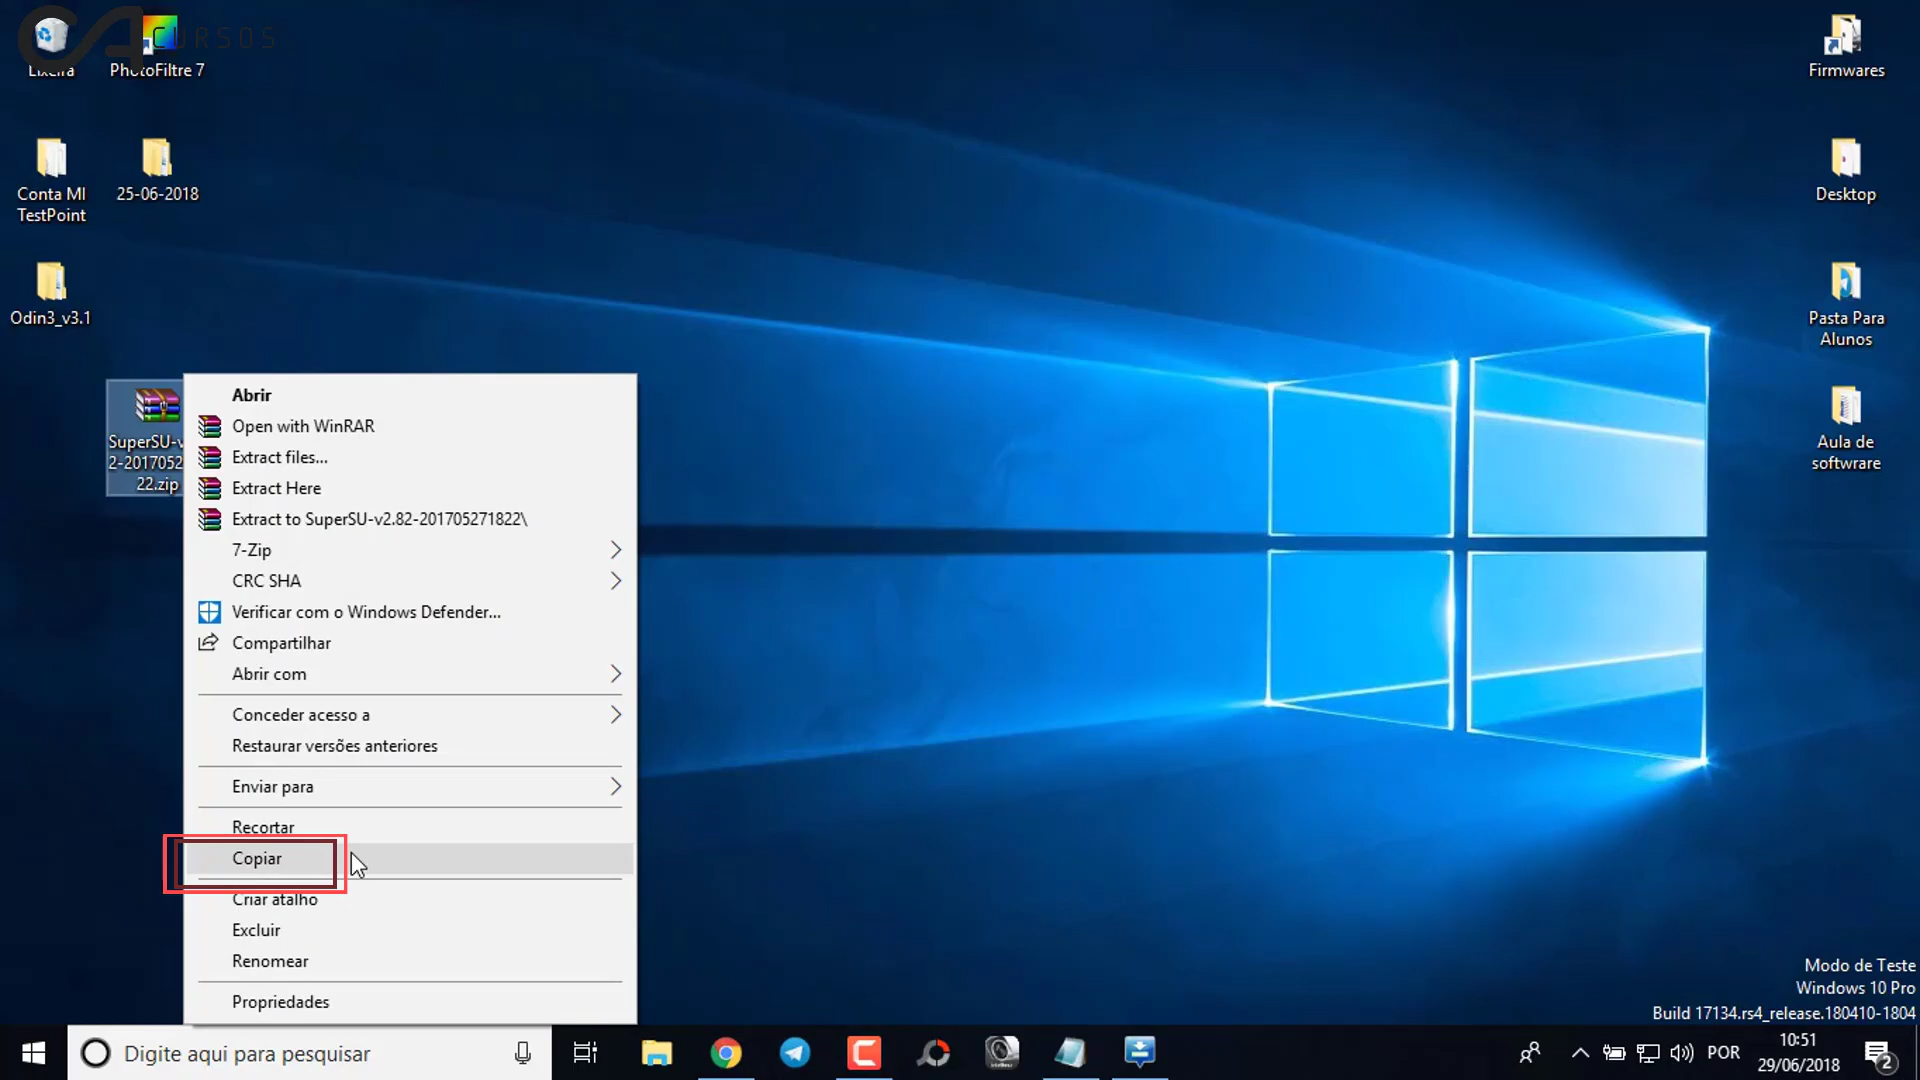 CA CURSOS
Lixeira
PhotoFiltre 7
Firmwares
Conta MI
TestPoint
25-06-2018
Desktop
Odin3_v3.1
Pasta Para
Alunos
SuperSU-v
2-2017052
22.zip
Aula de
softwrare
Abrir
Open with WinRAR
Extract files...
Extract Here
Extract to SuperSU-v2.82-201705271822\
7-Zip
CRC SHA
Verificar com o Windows Defender...
Compartilhar
Abrir com
Conceder acesso a
Restaurar versões anteriores
Enviar para
Recortar
Copiar
Criar atalho
Excluir
Renomear
Propriedades
Modo de Teste
Windows 10 Pro
Build 17134.rs4_release.180410-1804
Digite aqui para pesquisar
POR
10:51
29/06/2018
2